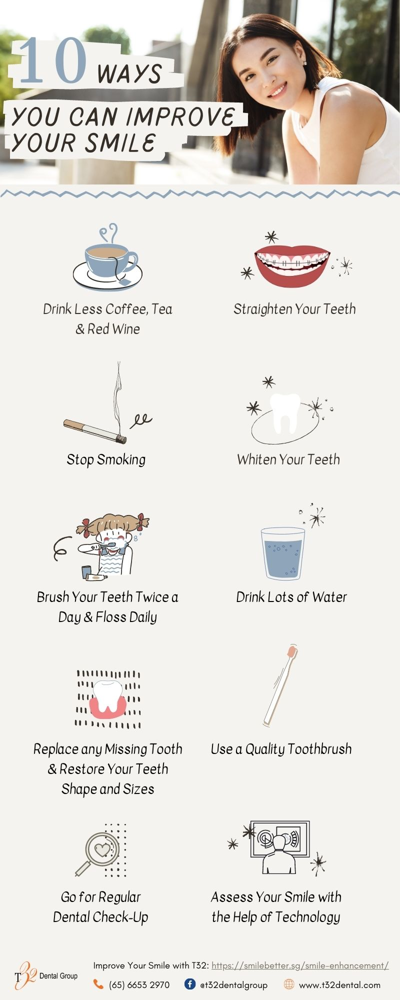 10 WAYS
YOU CAN IMPROVE
YOUR SMILE
Drink Less Coffee, Tea
& Red Wine
Straighten Your Teeth
Stop Smoking
Whiten Your Teeth
Brush Your Teeth Twice a
Day & Floss Daily
Drink Lots of Water
Replace any Missing Tooth
& Restore Your Teeth
Shape and Sizes
Use a Quality Toothbrush
Go for Regular
Dental Check-Up
Assess Your Smile with
the Help of Technology
T32 Dental Group
Improve Your Smile with T32: https://smilebetter.sg/smile-enhancement/
(65) 6653 2970
@t32dentalgroup
www.t32dental.com